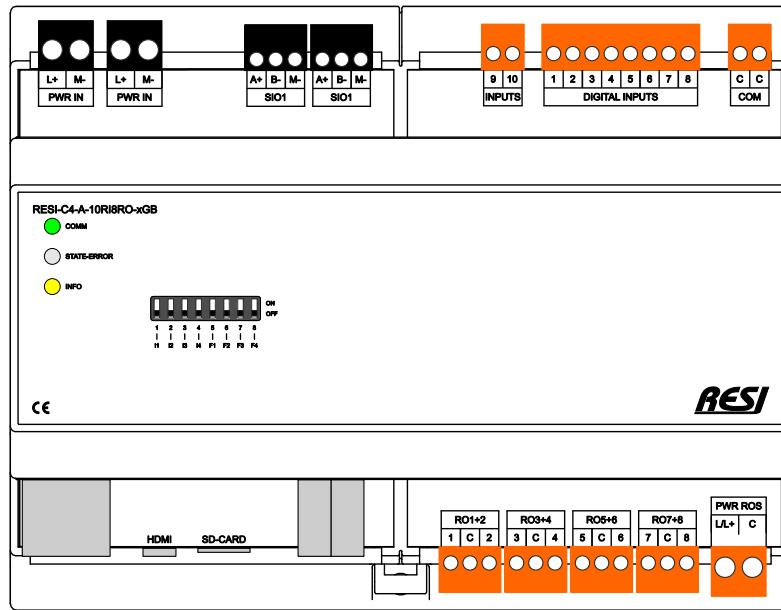 L+ M- L+ M- A+ B- M- A+ B- M- 9 10 1 2 3 4 5 6 7 8 C C
PWR IN PWR IN SIO1 SIO1 INPUTS DIGITAL INPUTS COM
RESI-C4-A-10RI8RO-xGB
COMM
STATE-ERROR
INFO
ON
OFF
1 2 3 4 5 6 7 8
I1 I2 I3 I4 F1 F2 F3 F4
CE RESI
PWR ROS
RO1+2 RO3+4 RO5+6 RO7+8 L/L+ C
1 C 2 3 C 4 5 C 6 7 C 8
HDMI SD-CARD